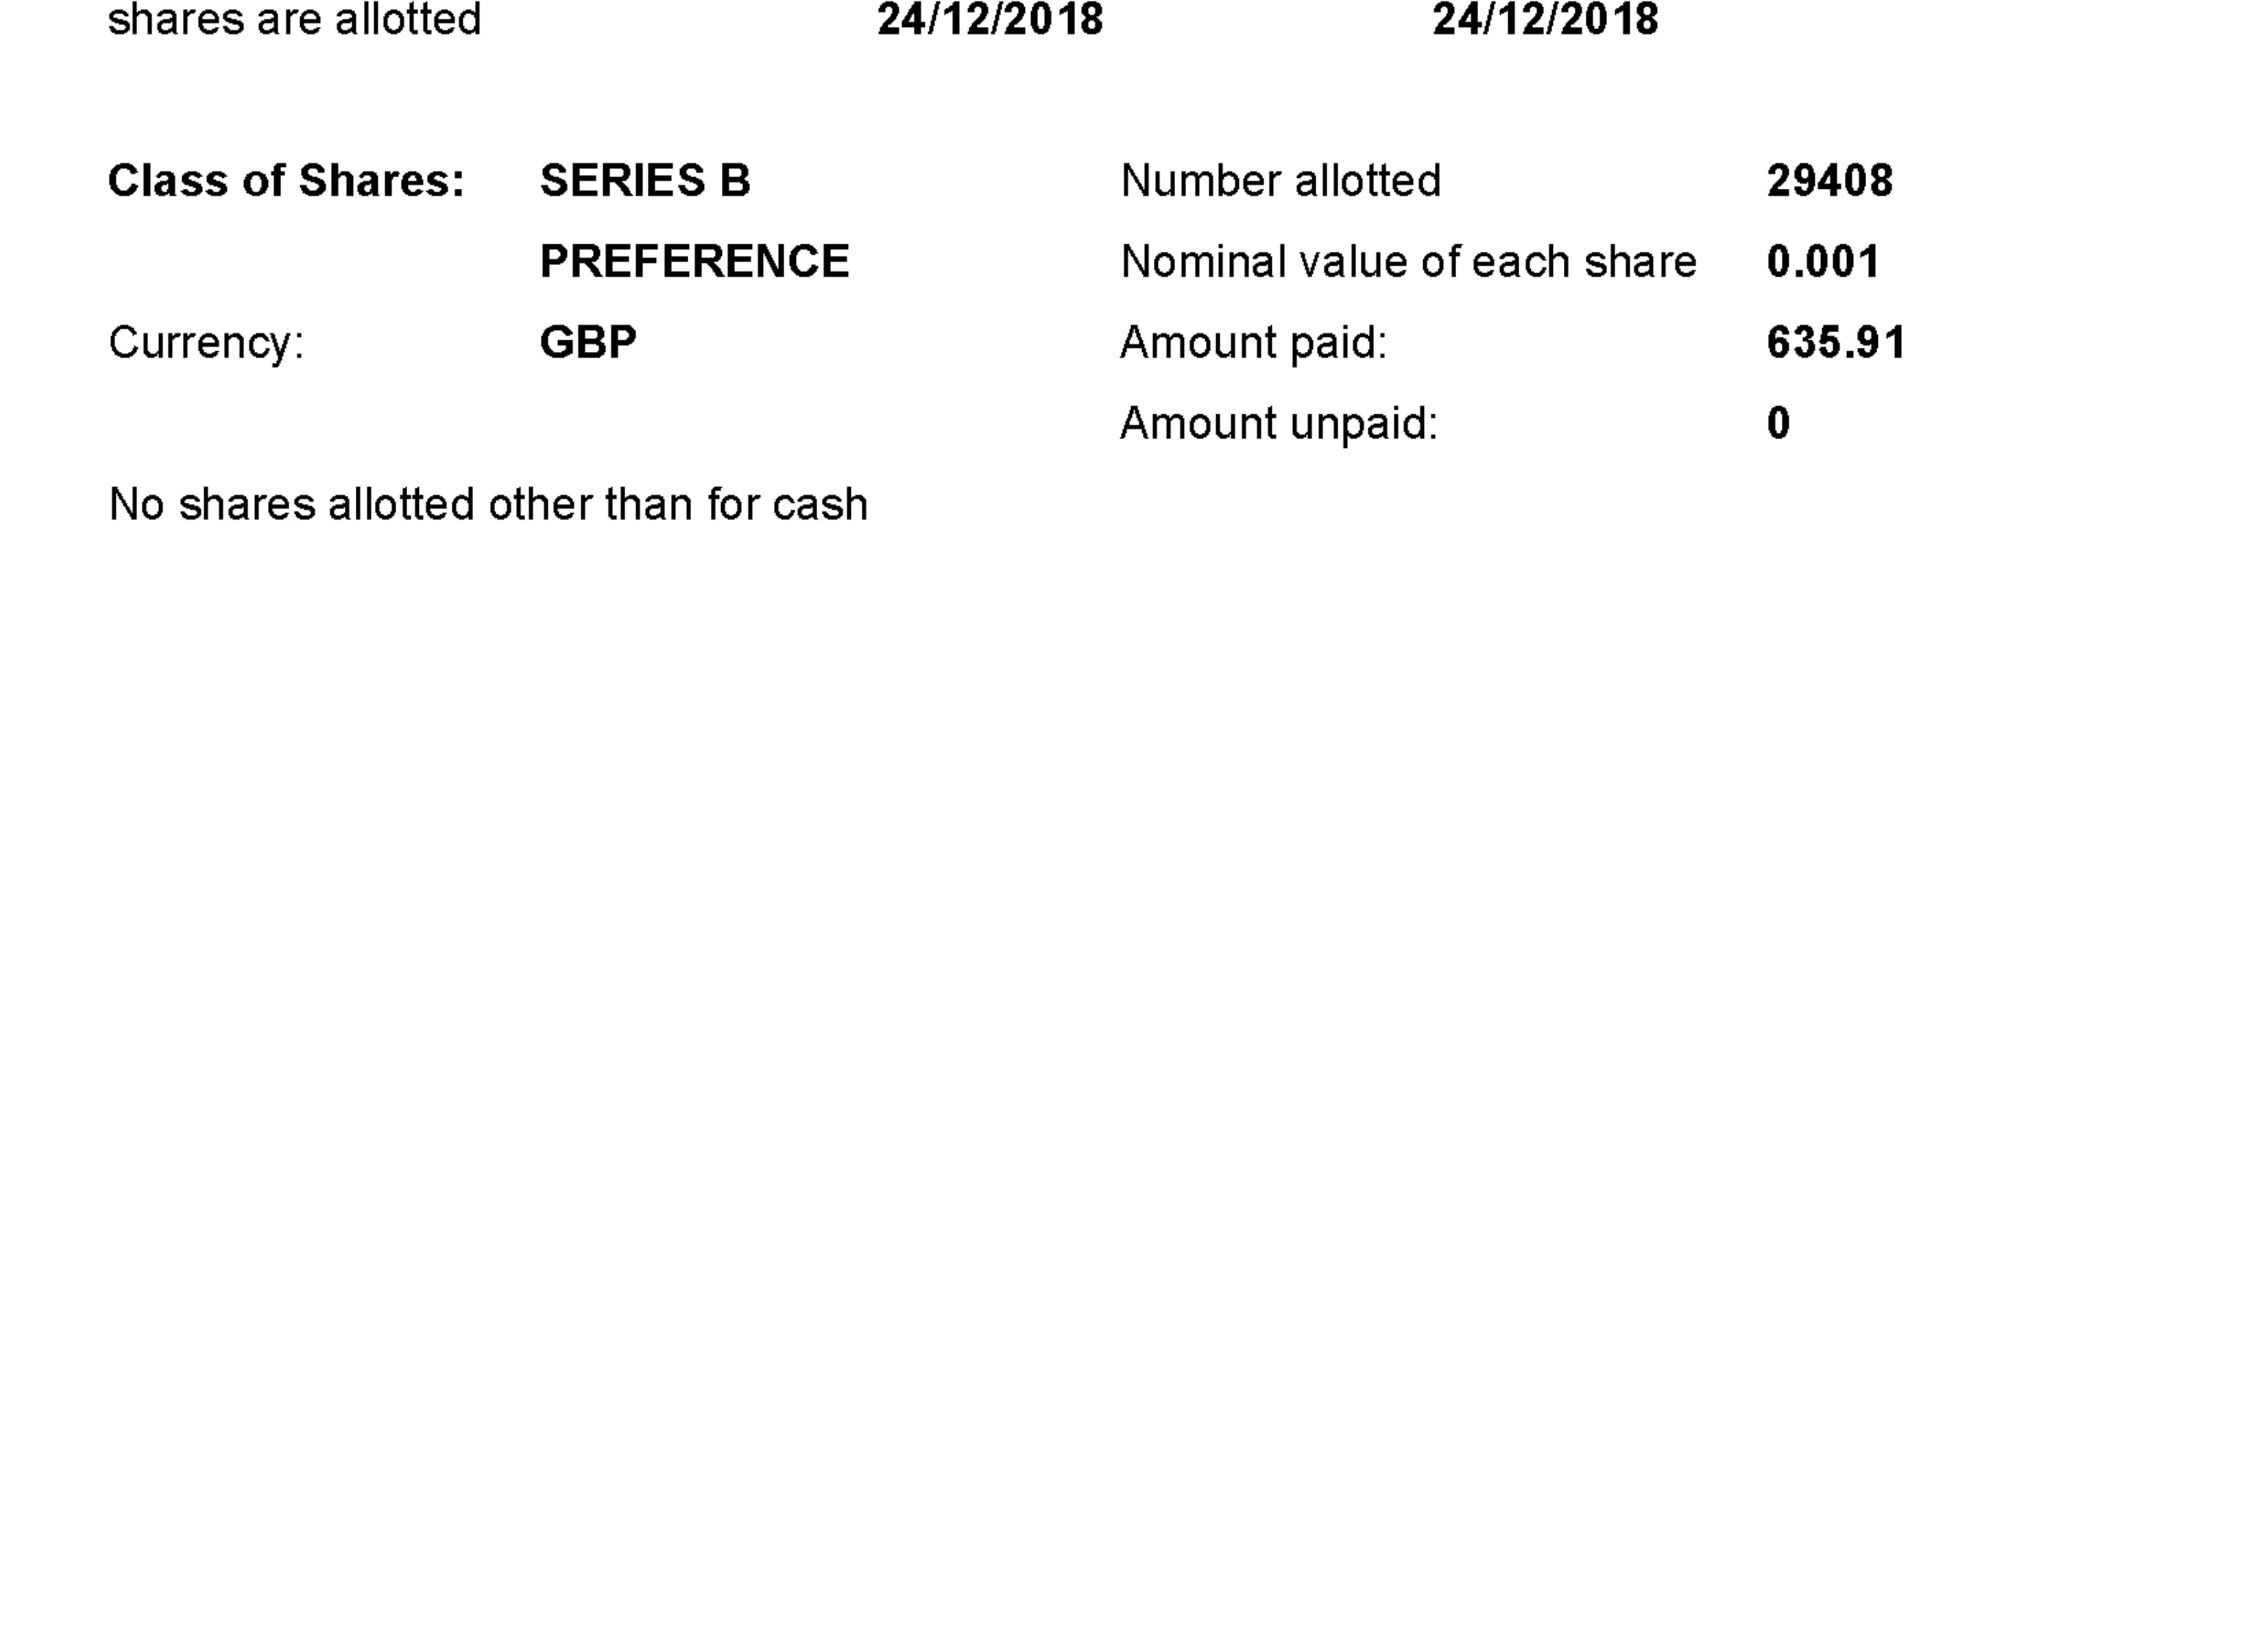 shares are allotted 24/12/2018 24/12/2018
Class of Shares: SERIES B Number allotted 29408
PREFERENCE Nominal value of each share 0.001
Currency: GBP Amount paid: 635.91
Amount unpaid: 0
No shares allotted other than for cash